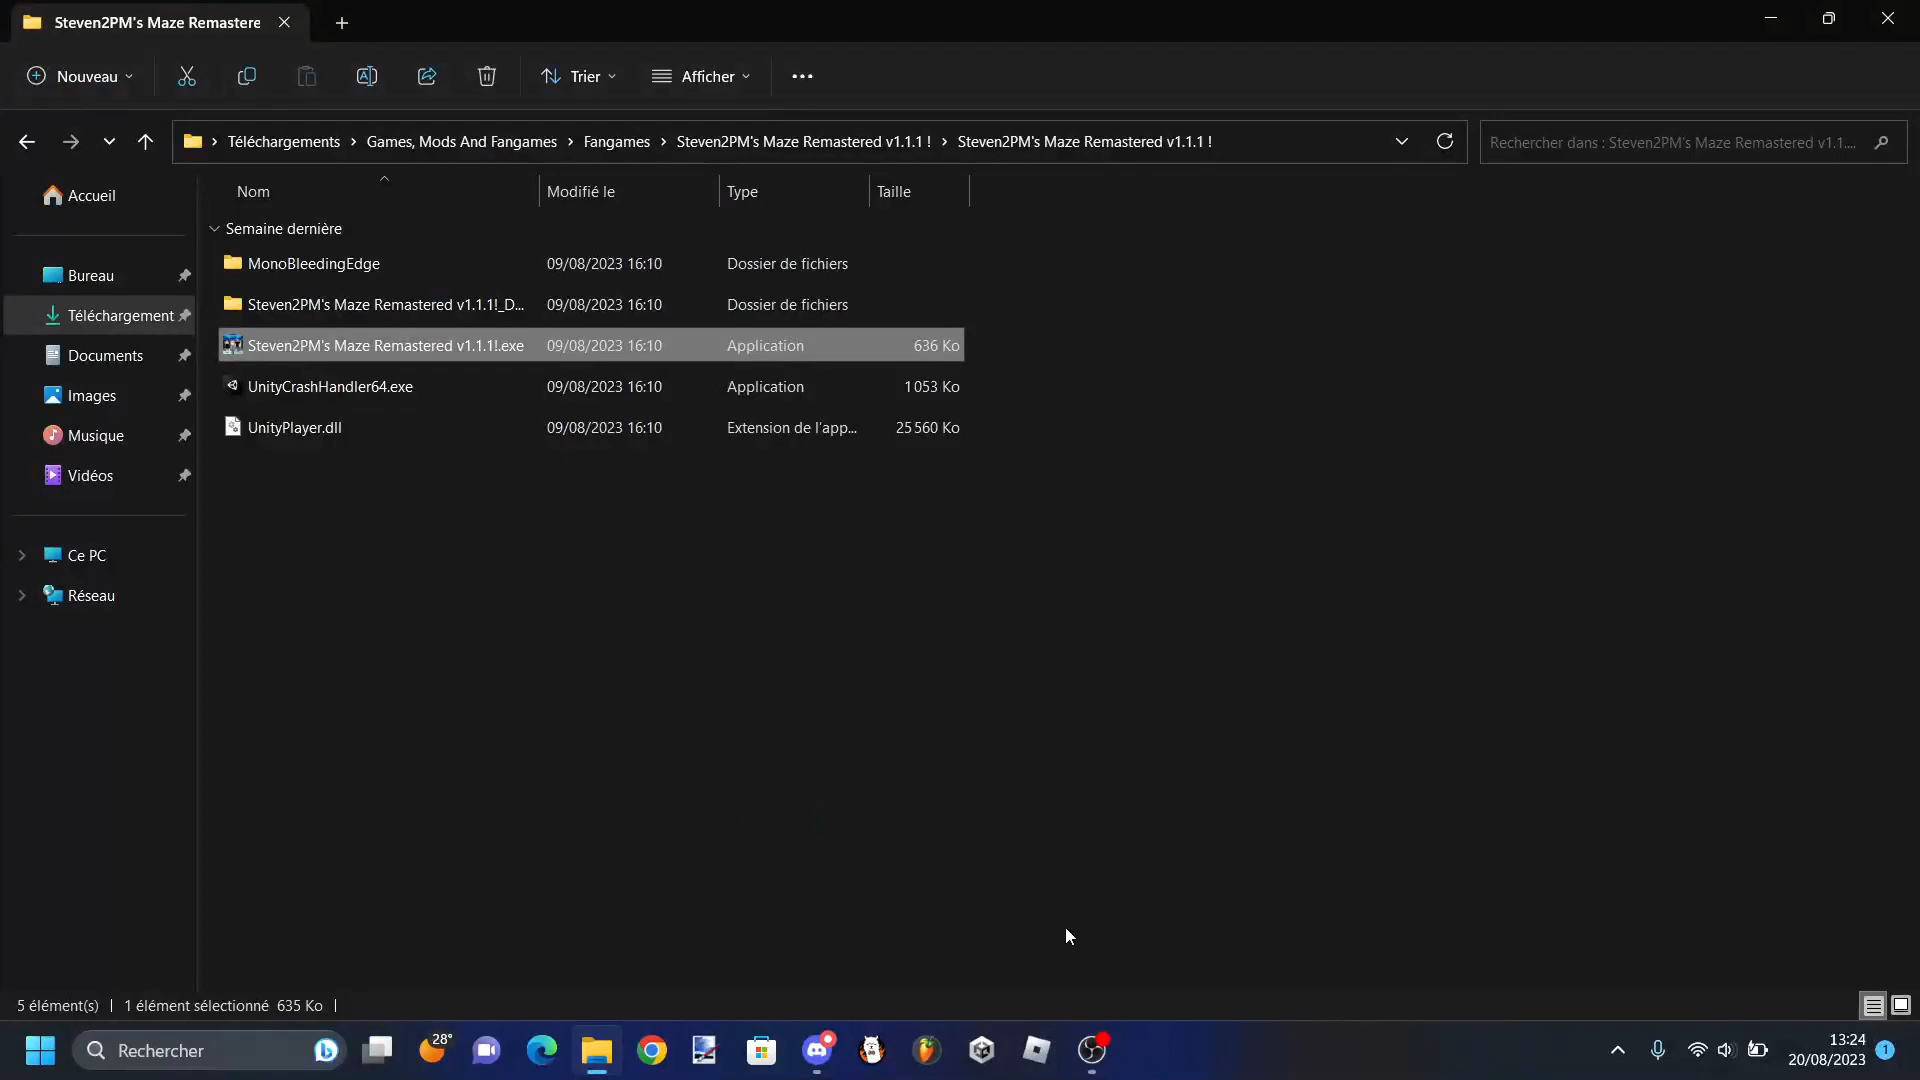 Steven2PM's Maze Remastere
Nouveau
Trier
Afficher
Téléchargements
Games, Mods And Fangames
Fangames
Steven2PM's Maze Remastered v1.1.1 !
Steven2PM's Maze Remastered v1.1.1 !
Rechercher dans : Steven2PM's Maze Remastered v1.1....
Accueil
Bureau
Téléchargement
Documents
Images
Musique
Vidéos
Ce PC
Réseau
Nom Modifié le Type Taille
Semaine dernière
MonoBleedingEdge 09/08/2023 16:10 Dossier de fichiers
Steven2PM's Maze Remastered v1.1.1!_D... 09/08/2023 16:10 Dossier de fichiers
Steven2PM's Maze Remastered v1.1.1!.exe 09/08/2023 16:10 Application 636 Ko
UnityCrashHandler64.exe 09/08/2023 16:10 Application 1 053 Ko
UnityPlayer.dll 09/08/2023 16:10 Extension de l'app... 25 560 Ko
5 élément(s) 1 élément sélectionné 635 Ko
Rechercher
28°
13:24
20/08/2023
1